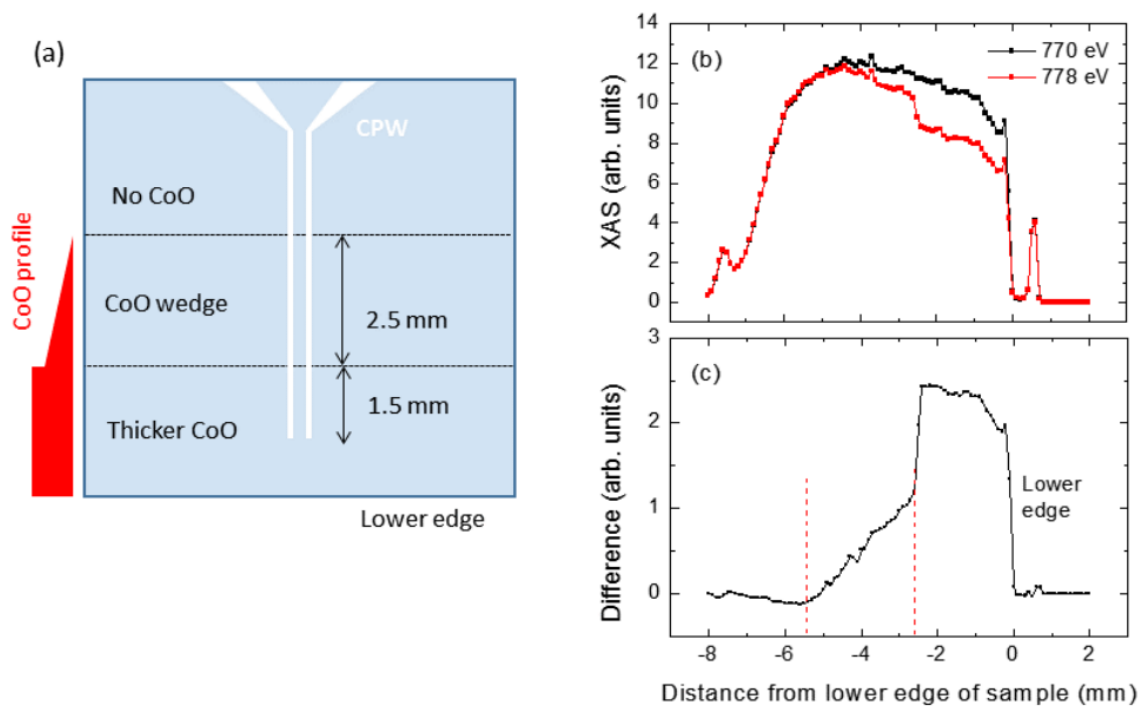 (a)
CPW
No CoO
CoO profile
CoO wedge
2.5 mm
1.5 mm
Thicker CoO
Lower edge
(b)
770 eV
778 eV
XAS (arb. units)
14
12
10
8
6
4
2
0
(c)
Difference (arb. units)
3
2
1
0
Lower
edge
-8 -6 -4 -2 0 2
Distance from lower edge of sample (mm)